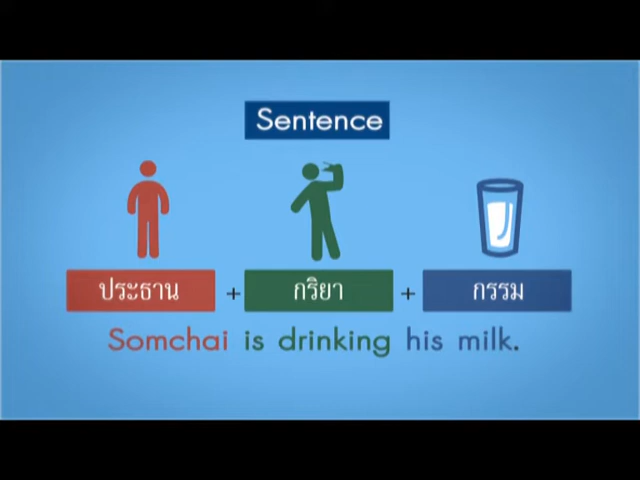 Sentence
ประธาน + กริยา + กรรม
Somchai is drinking his milk.